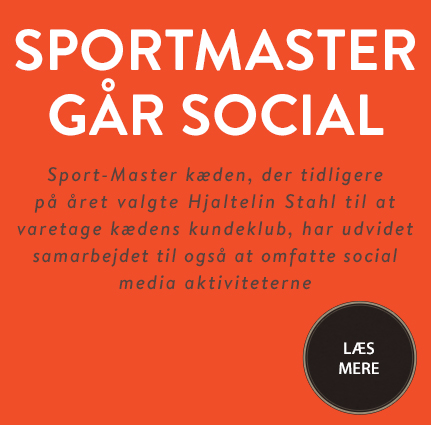 SPORTMASTER
GÅR SOCIAL
Sport-Master kæden, der tidligere
på året valgte Hjaltelin Stahl til at
varetage kædens kundeklub, har udvidet
samarbejdet til også at omfatte social
media aktiviteterne
LÆS
MERE